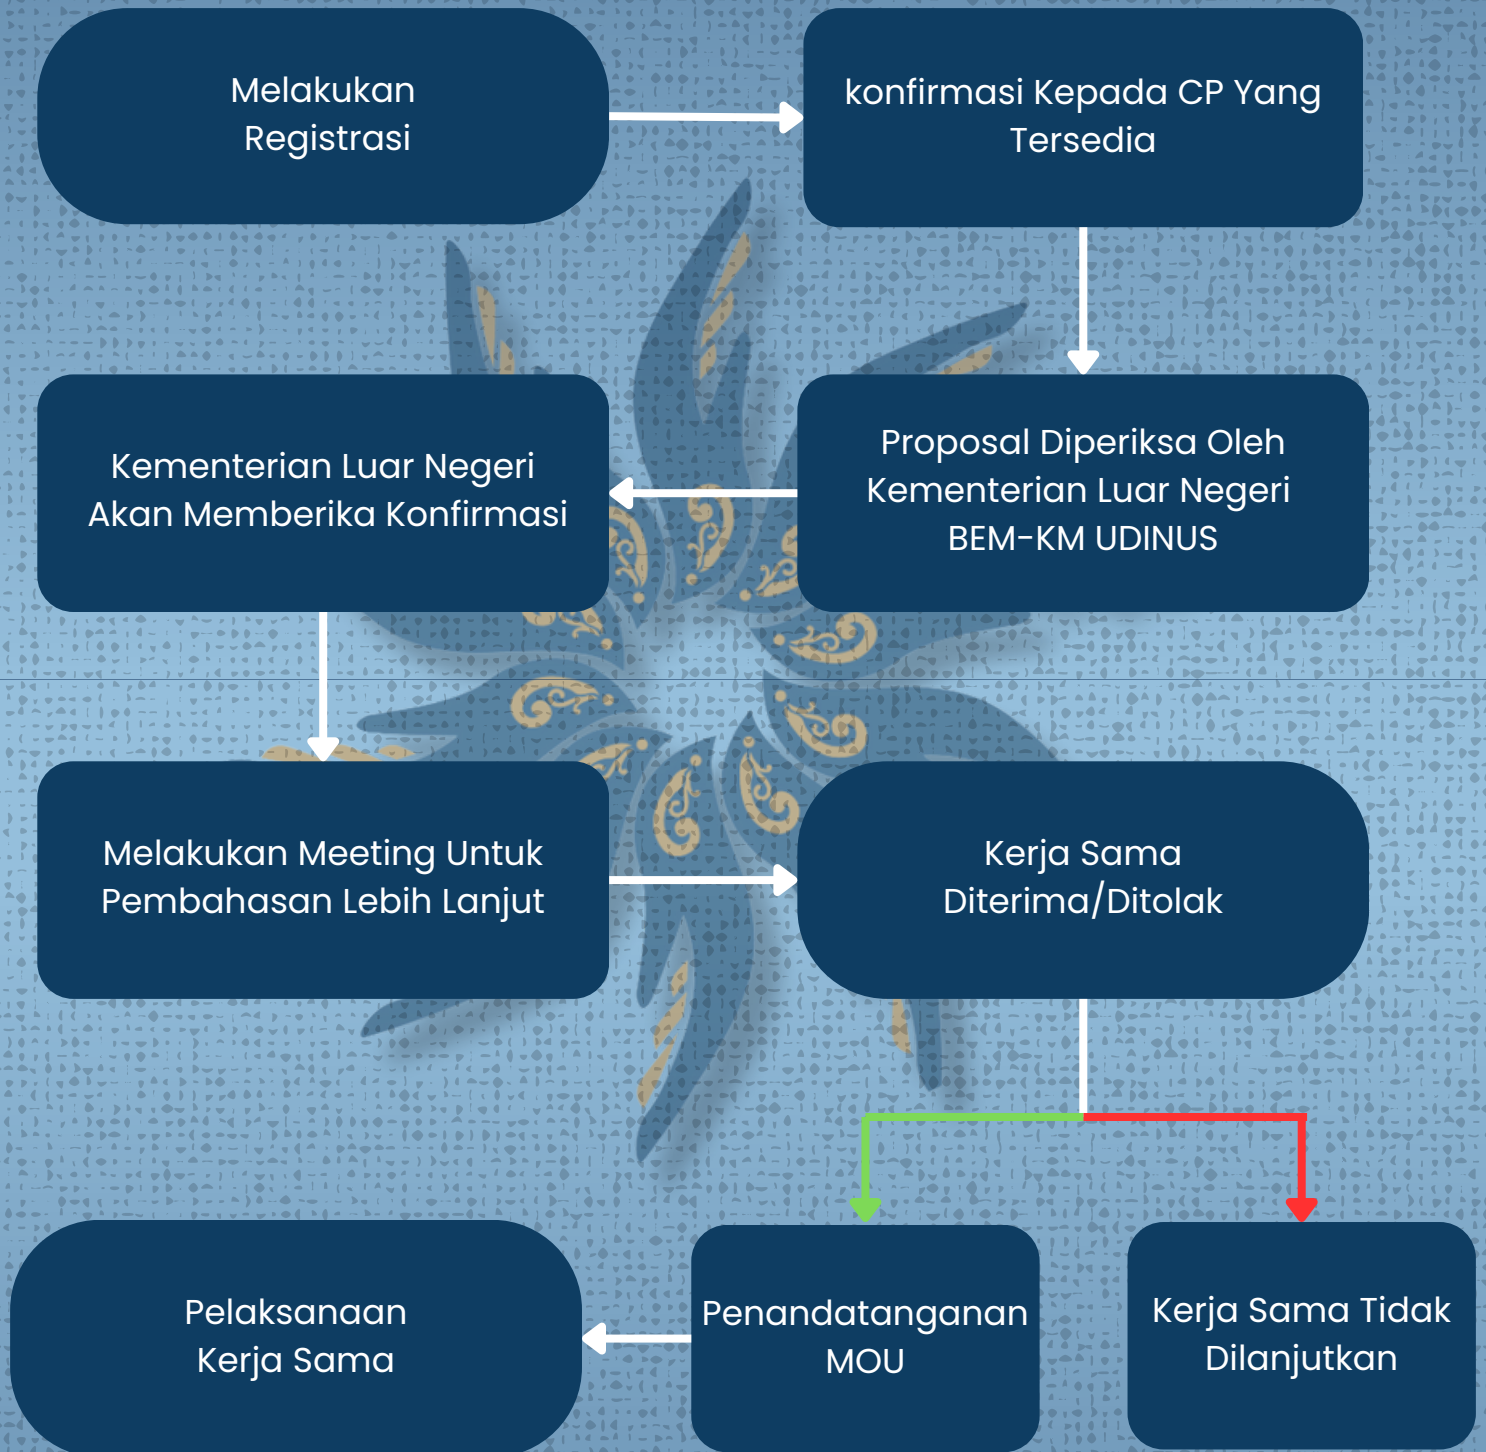 Melakukan
Registrasi
konfirmasi Kepada CP Yang
Tersedia
Proposal Diperiksa Oleh
Kementerian Luar Negeri
BEM-KM UDINUS
Kementerian Luar Negeri
Akan Memberika Konfirmasi
Melakukan Meeting Untuk
Pembahasan Lebih Lanjut
Kerja Sama
Diterima/Ditolak
Penandatanganan
MOU
Kerja Sama Tidak
Dilanjutkan
Pelaksanaan
Kerja Sama